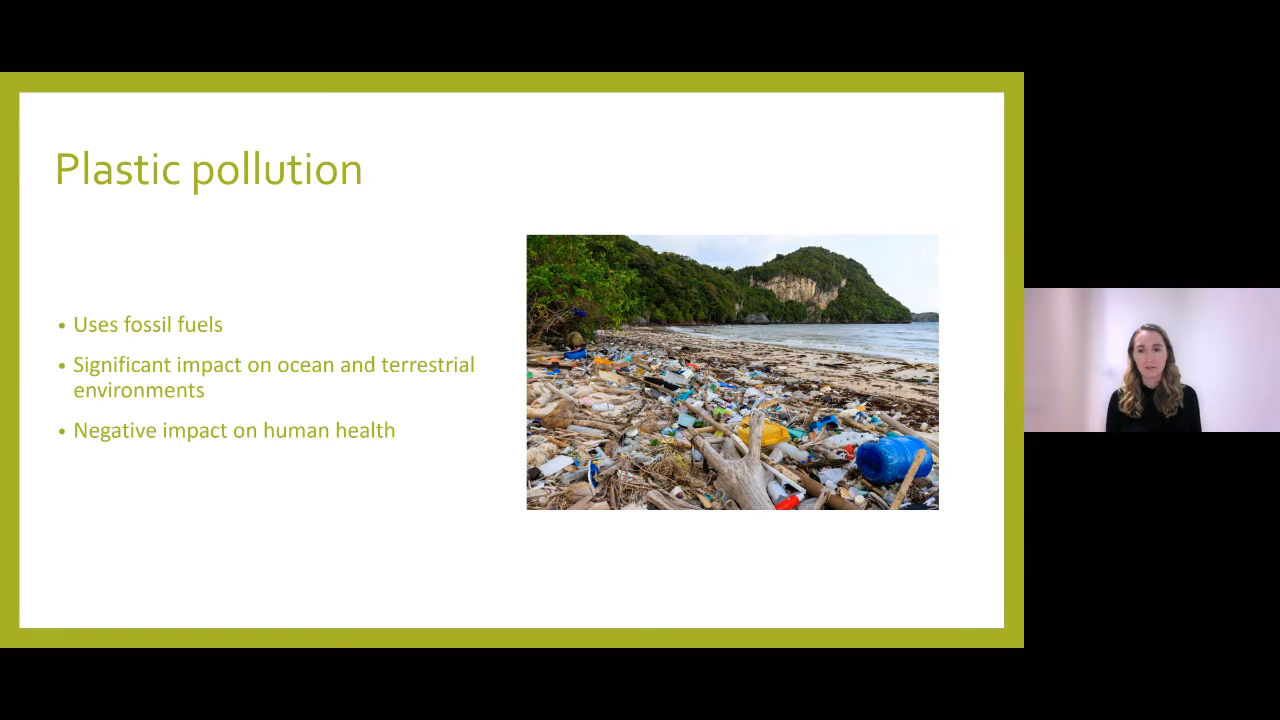 Plastic pollution
• Uses fossil fuels
• Significant impact on ocean and terrestrial
environments
• Negative impact on human health